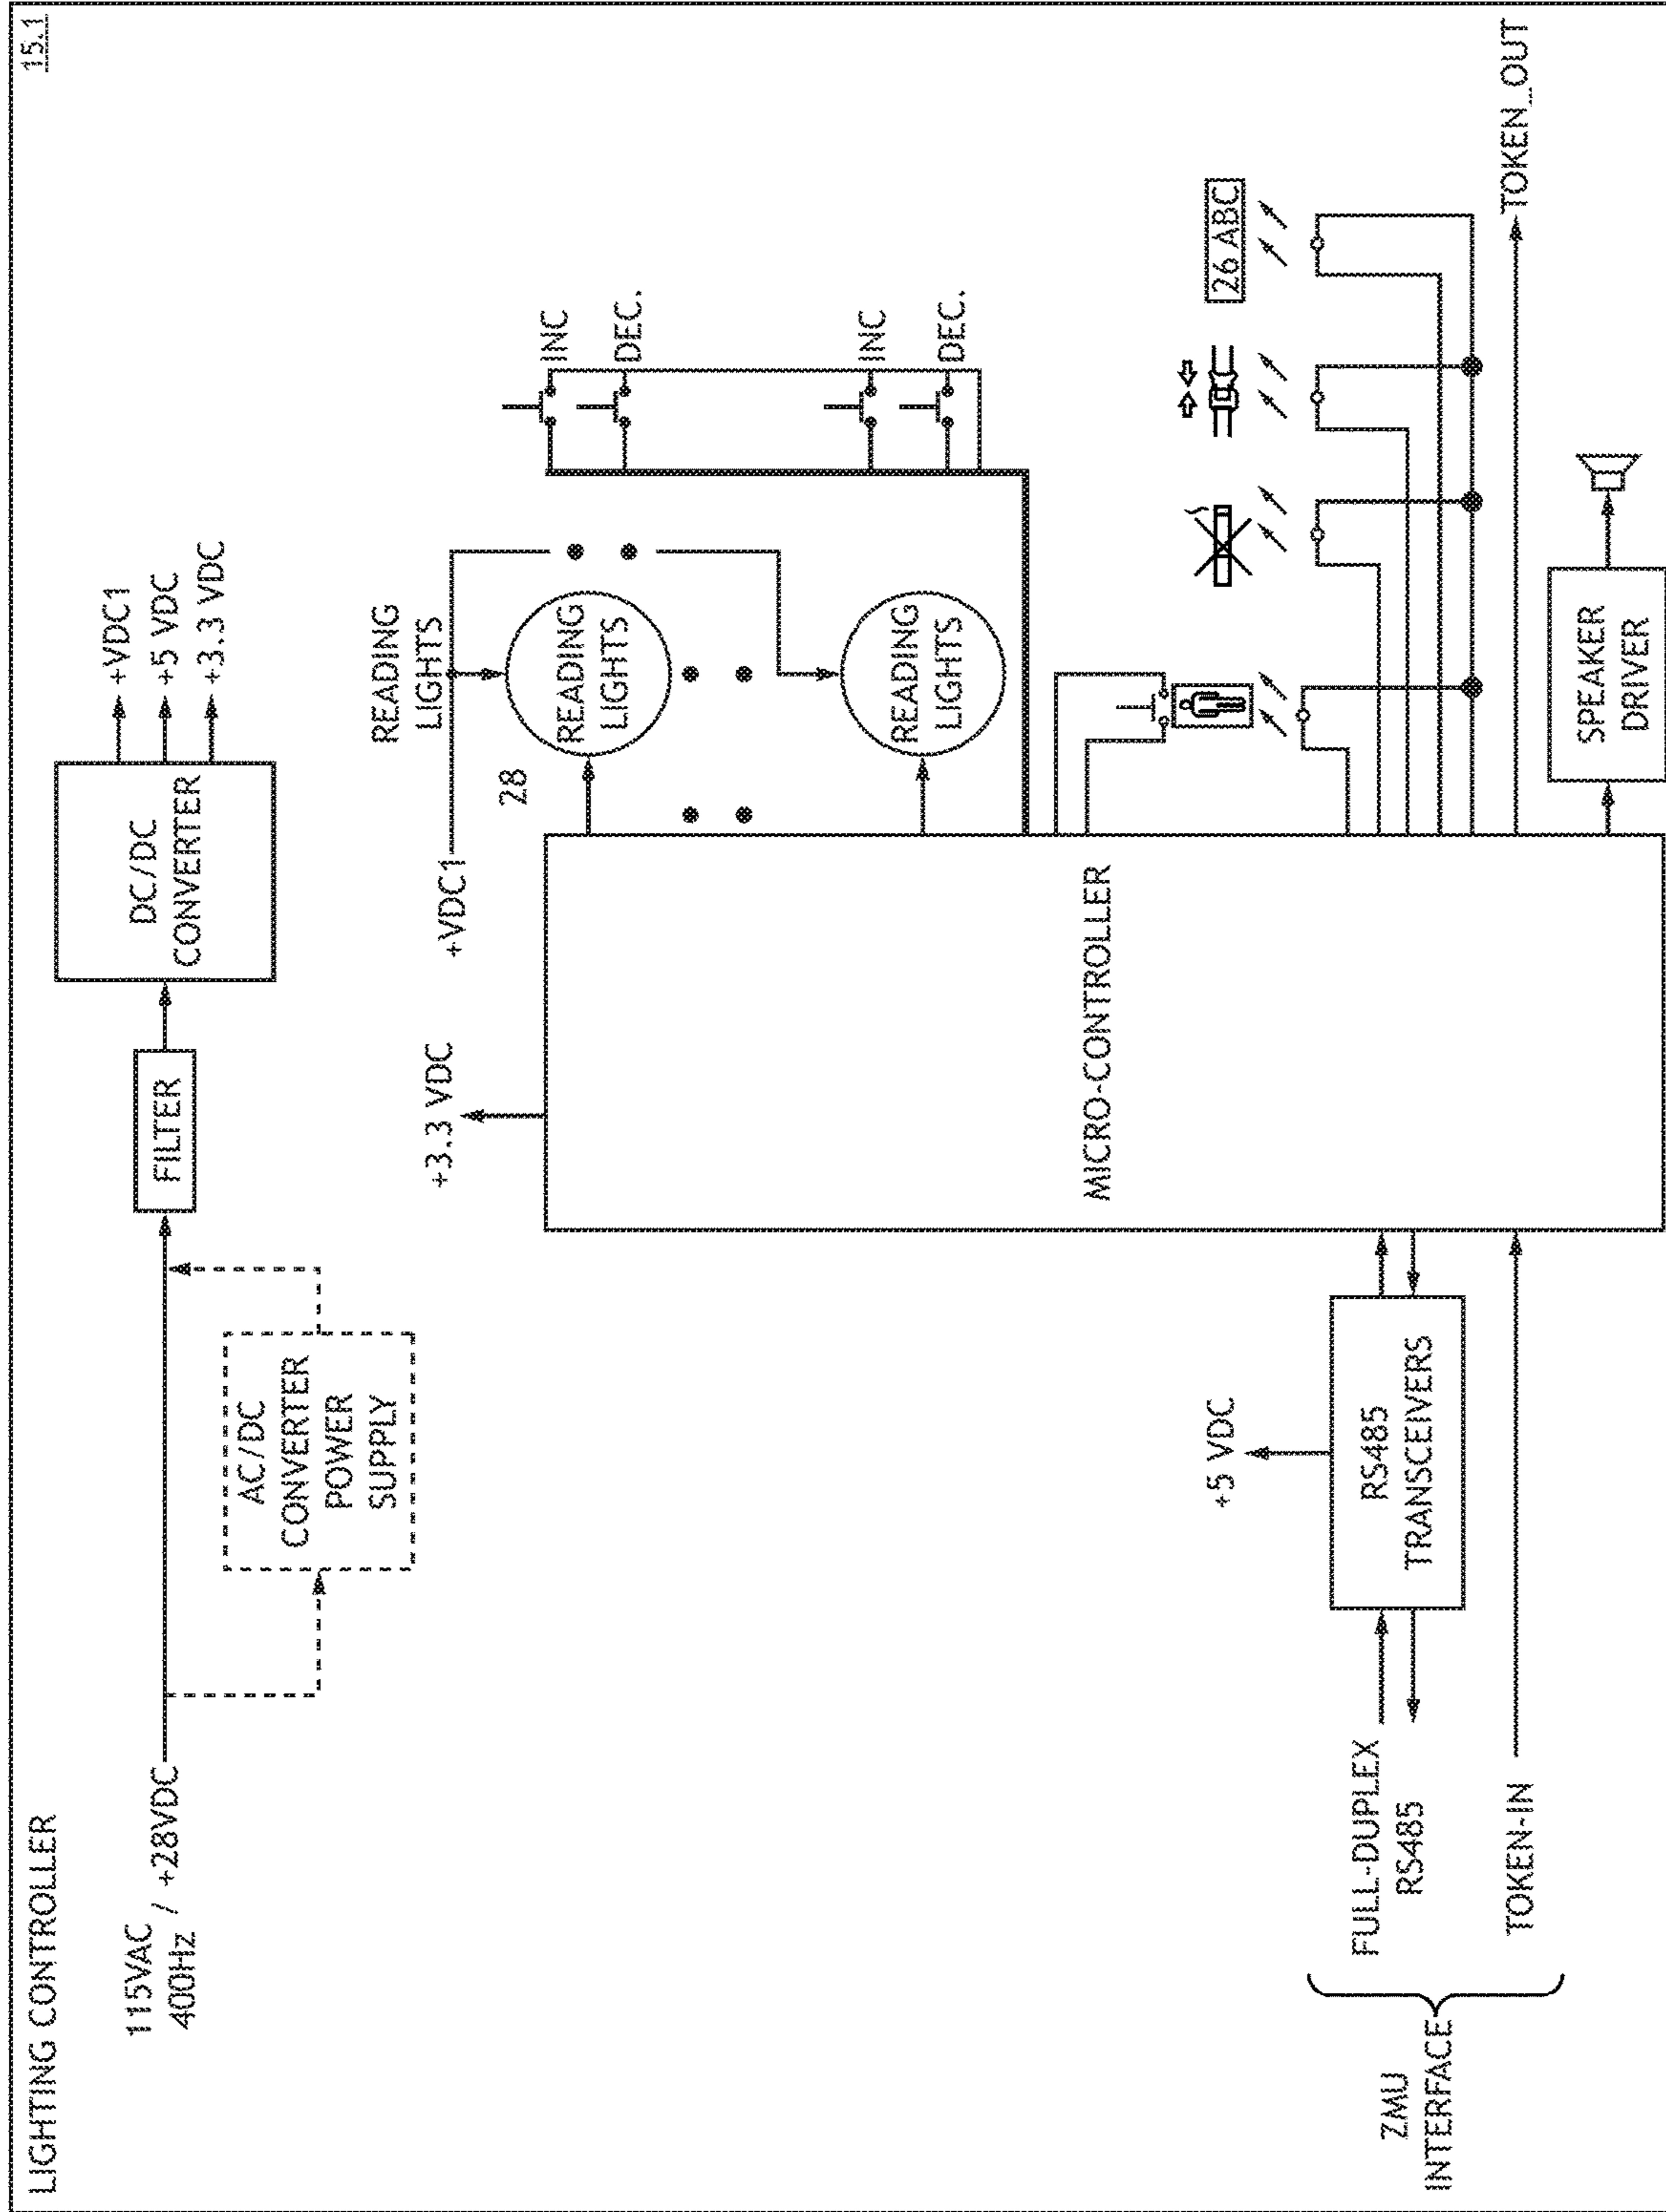 LIGHTING CONTROLLER
15.1
115VAC
400Hz / +28VDC
AC/DC
CONVERTER
POWER
SUPPLY
FILTER
DC/DC
CONVERTER
+VDC1
+5 VDC
+3.3 VDC
+3.3 VDC
+VDC1
READING
LIGHTS
28
READING
LIGHTS
READING
LIGHTS
INC
DEC.
INC
DEC.
MICRO-CONTROLLER
26 ABC
+5 VDC
RS485
TRANSCEIVERS
ZMU
INTERFACE
FULL-DUPLEX
RS485
TOKEN-IN
TOKEN_OUT
SPEAKER
DRIVER